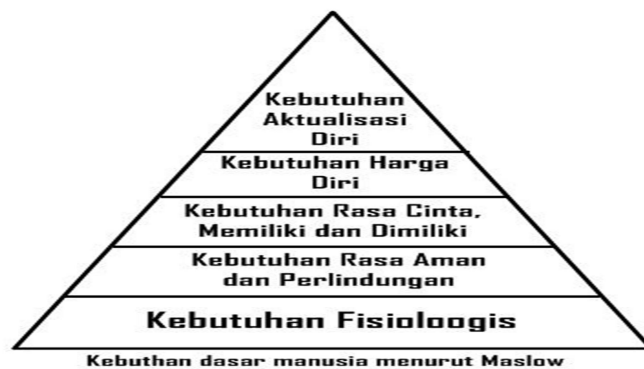 Kebutuhan
Aktualisasi
Diri
Kebutuhan Harga
Diri
Kebutuhan Rasa Cinta,
Memiliki dan Dimiliki
Kebutuhan Rasa Aman
dan Perlindungan
Kebutuhan Fisioloogis
Kebuthan dasar manusia menurut Maslow